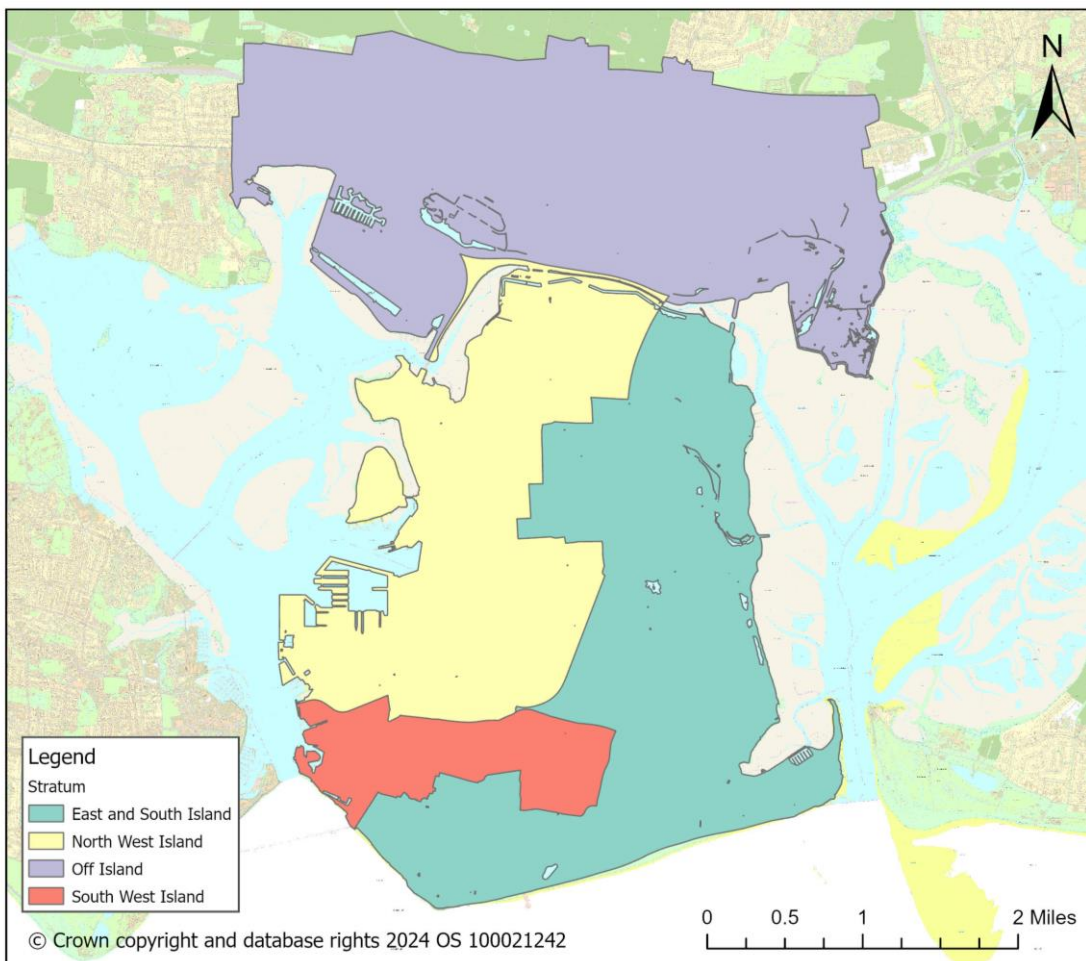 N
Legend
Stratum
East and South Island
North West Island
Off Island
South West Island
0 0.5 1 2 Miles
© Crown copyright and database rights 2024 OS 100021242